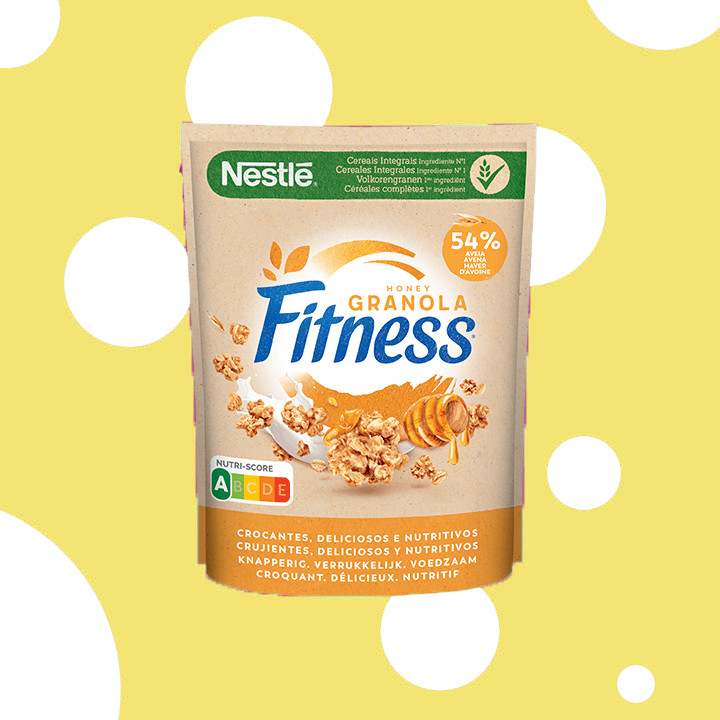 Nestlé®
Cereais Integrais Ingrediente Nº1
Cereales Integrales Ingrediente Nº 1
Volkorengranen 1ste ingrediënt
Céréales complètes 1er ingrédient
54%
AVEIA
AVENA
HAVER
D'AVOINE
HONEY
GRANOLA
Fitness®
NUTRI-SCORE
A B C D E
CROCANTES, DELICIOSOS E NUTRITIVOS
CRUJIENTES, DELICIOSOS Y NUTRITIVOS
KNAPPERIG. VERRUKKELIJK. VOEDZAAM
CROQUANT. DÉLICIEUX. NUTRITIF